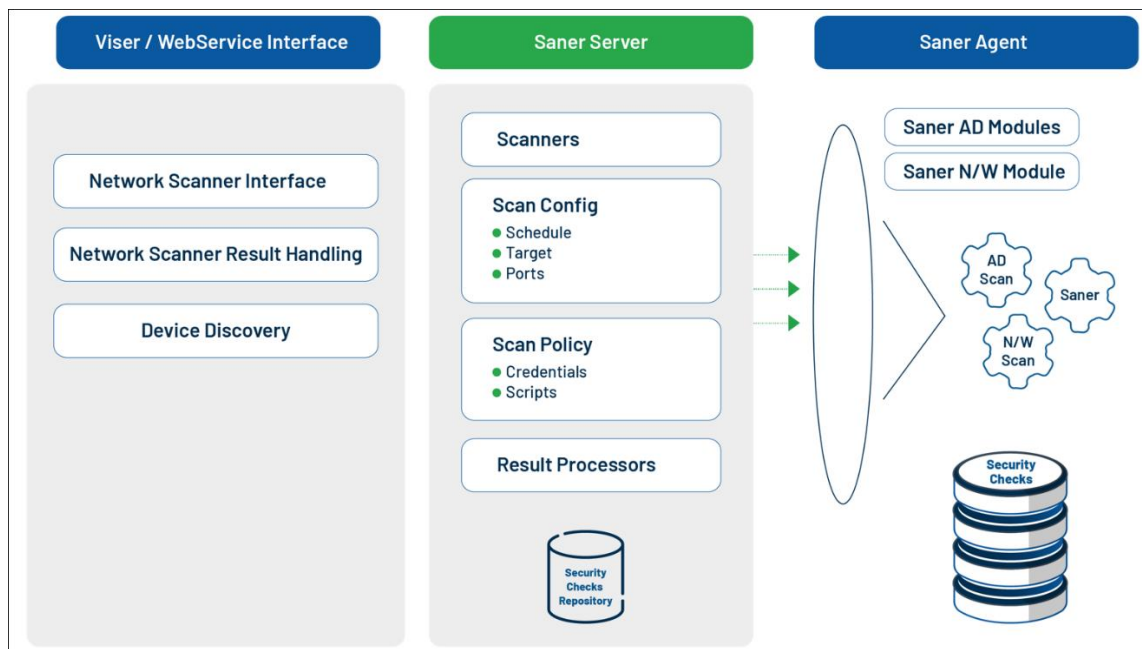 Viser / WebService Interface
Network Scanner Interface
Network Scanner Result Handling
Device Discovery
Saner Server
Scanners
Scan Config
Schedule
Target
Ports
Scan Policy
Credentials
Scripts
Result Processors
Security
Checks
Repository
Saner Agent
Saner AD Modules
Saner N/W Module
AD
Scan
Saner
N/W
Scan
Security
Checks